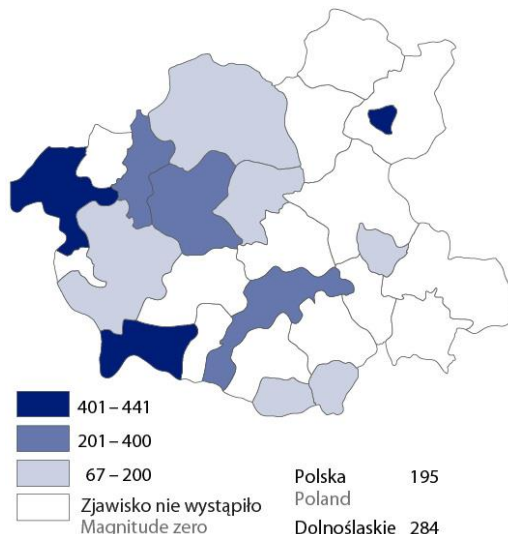 401 – 441
201 – 400
67 – 200
Zjawisko nie wystąpiło
Magnitude zero
Polska 195
Poland
Dolnośląskie 284